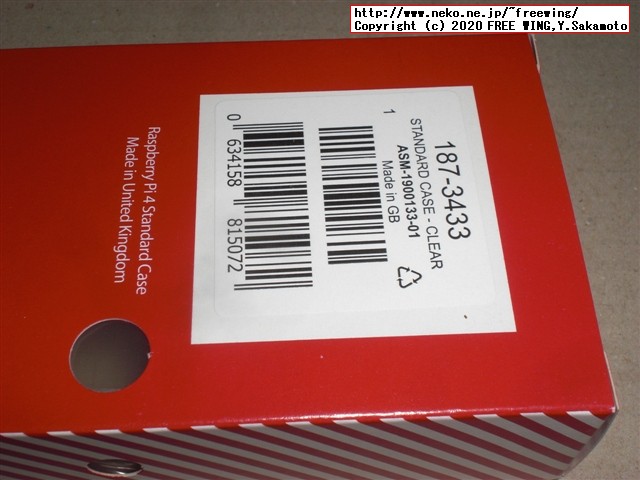 http://www.neko.ne.jp/~freewing/
Copyright (c) 2020 FREE WING,Y.Sakamoto
187-3433
STANDARD CASE - CLEAR
ASM-1900133-01
Made in GB
1
0 634158 815072
Raspberry Pi 4 Standard Case
Made in United Kingdom